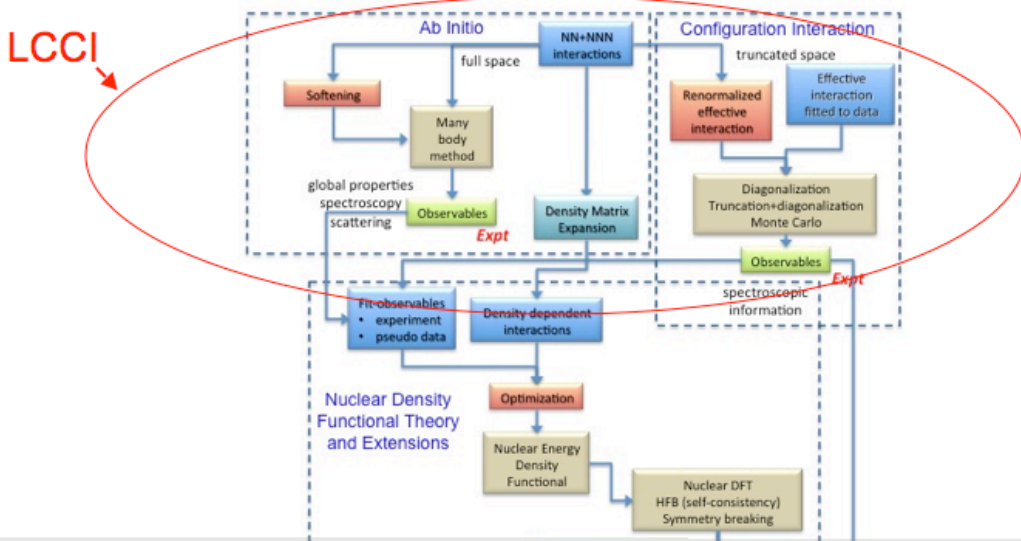 LCCI
Ab Initio
NN+NNN
interactions
full space
Softening
Many
body
method
global properties
spectroscopy
scattering
Observables
Expt
Density Matrix
Expansion
Configuration Interaction
truncated space
Renormalized
effective
interaction
Effective
interaction
fitted to data
Diagonalization
Truncation+diagonalization
Monte Carlo
Observables
Expt
spectroscopic
information
Fit-observables
• experiment
• pseudo data
Density dependent
interactions
Optimization
Nuclear Density
Functional Theory
and Extensions
Nuclear Energy
Density
Functional
Nuclear DFT
HFB (self-consistency)
Symmetry breaking